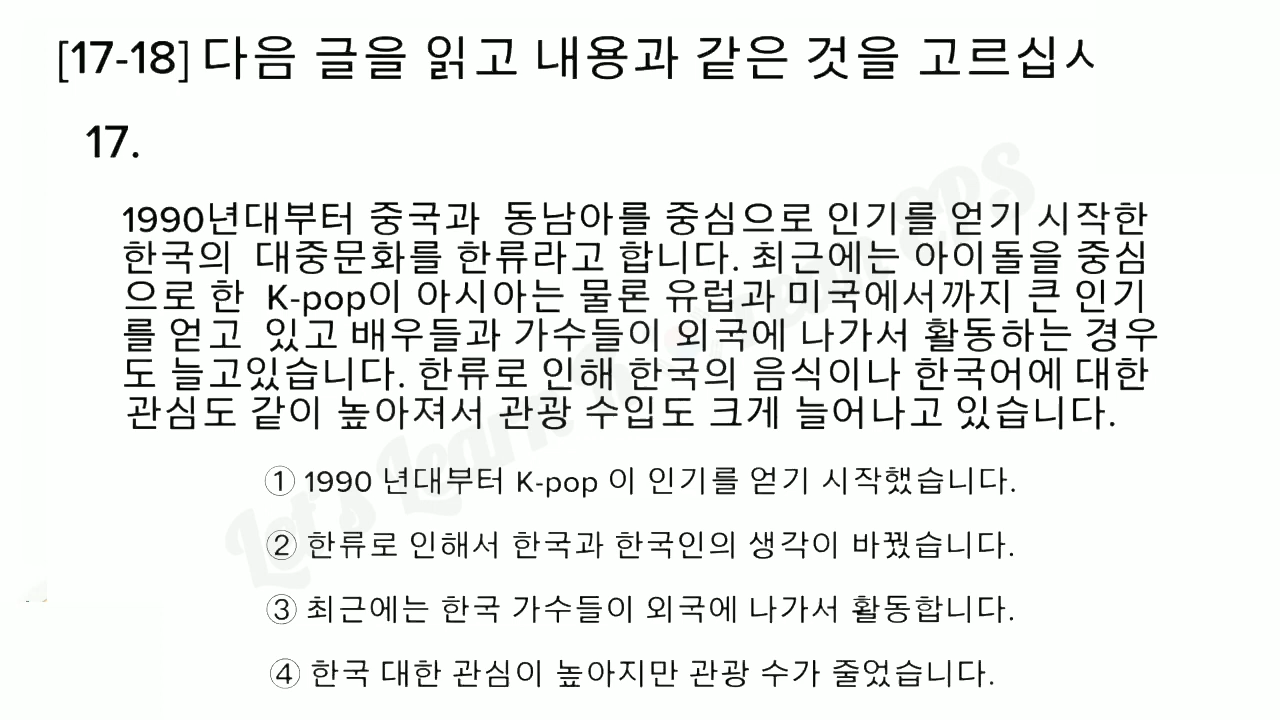 [17-18] 다음 글을 읽고 내용과 같은 것을 고르십ㅅ
17.
1990년대부터 중국과 동남아를 중심으로 인기를 얻기 시작한
한국의 대중문화를 한류라고 합니다. 최근에는 아이돌을 중심
으로 한 K-pop이 아시아는 물론 유럽과 미국에서까지 큰 인기
를 얻고 있고 배우들과 가수들이 외국에 나가서 활동하는 경우
도 늘고있습니다. 한류로 인해 한국의 음식이나 한국어에 대한
관심도 같이 높아져서 관광 수입도 크게 늘어나고 있습니다.
① 1990 년대부터 K-pop 이 인기를 얻기 시작했습니다.
② 한류로 인해서 한국과 한국인의 생각이 바꿨습니다.
③ 최근에는 한국 가수들이 외국에 나가서 활동합니다.
④ 한국 대한 관심이 높아지만 관광 수가 줄었습니다.
Let's Learn EPS